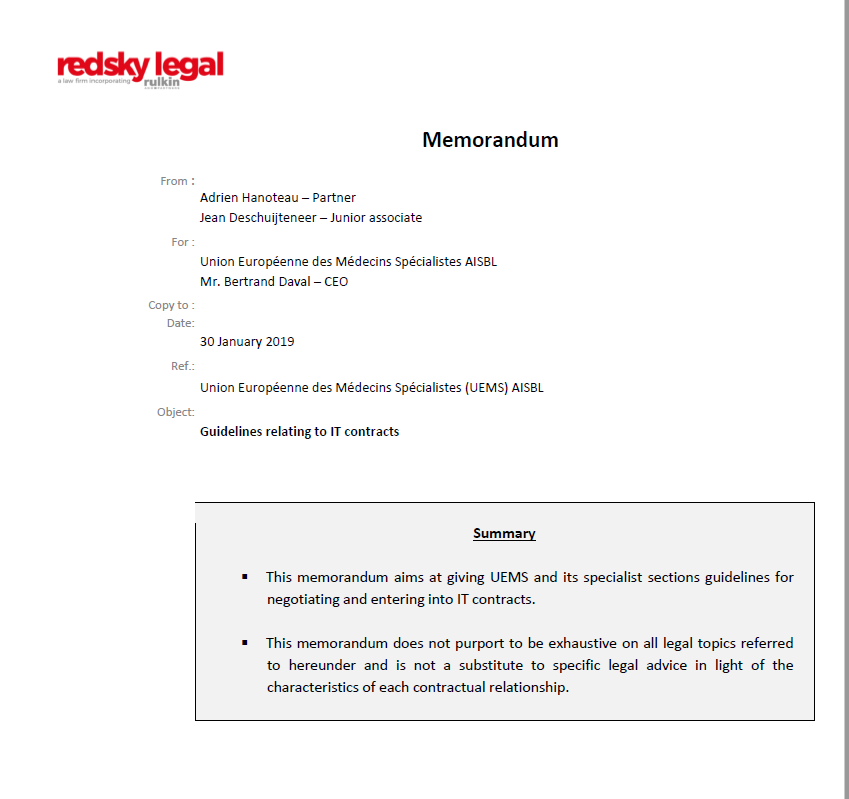 redsky legal
a law firm incorporating rulkin
Memorandum
From :
Adrien Hanoteau – Partner
Jean Deschuijteneer – Junior associate
For :
Union Européenne des Médecins Spécialistes AISBL
Mr. Bertrand Daval – CEO
Copy to :
Date:
30 January 2019
Ref.:
Union Européenne des Médecins Spécialistes (UEMS) AISBL
Object:
Guidelines relating to IT contracts
Summary
▪ This memorandum aims at giving UEMS and its specialist sections guidelines for
negotiating and entering into IT contracts.
▪ This memorandum does not purport to be exhaustive on all legal topics referred
to hereunder and is not a substitute to specific legal advice in light of the
characteristics of each contractual relationship.